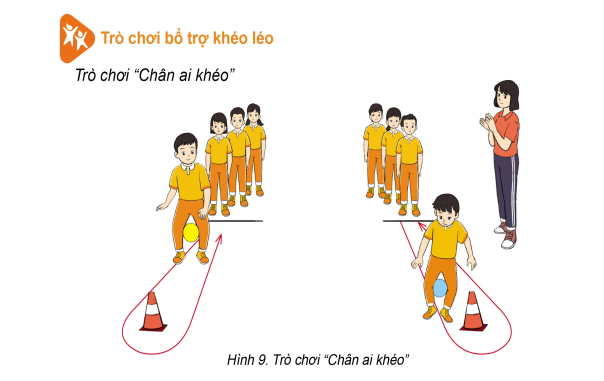 Trò chơi bổ trợ khéo léo
Trò chơi “Chân ai khéo”
Hình 9. Trò chơi “Chân ai khéo”